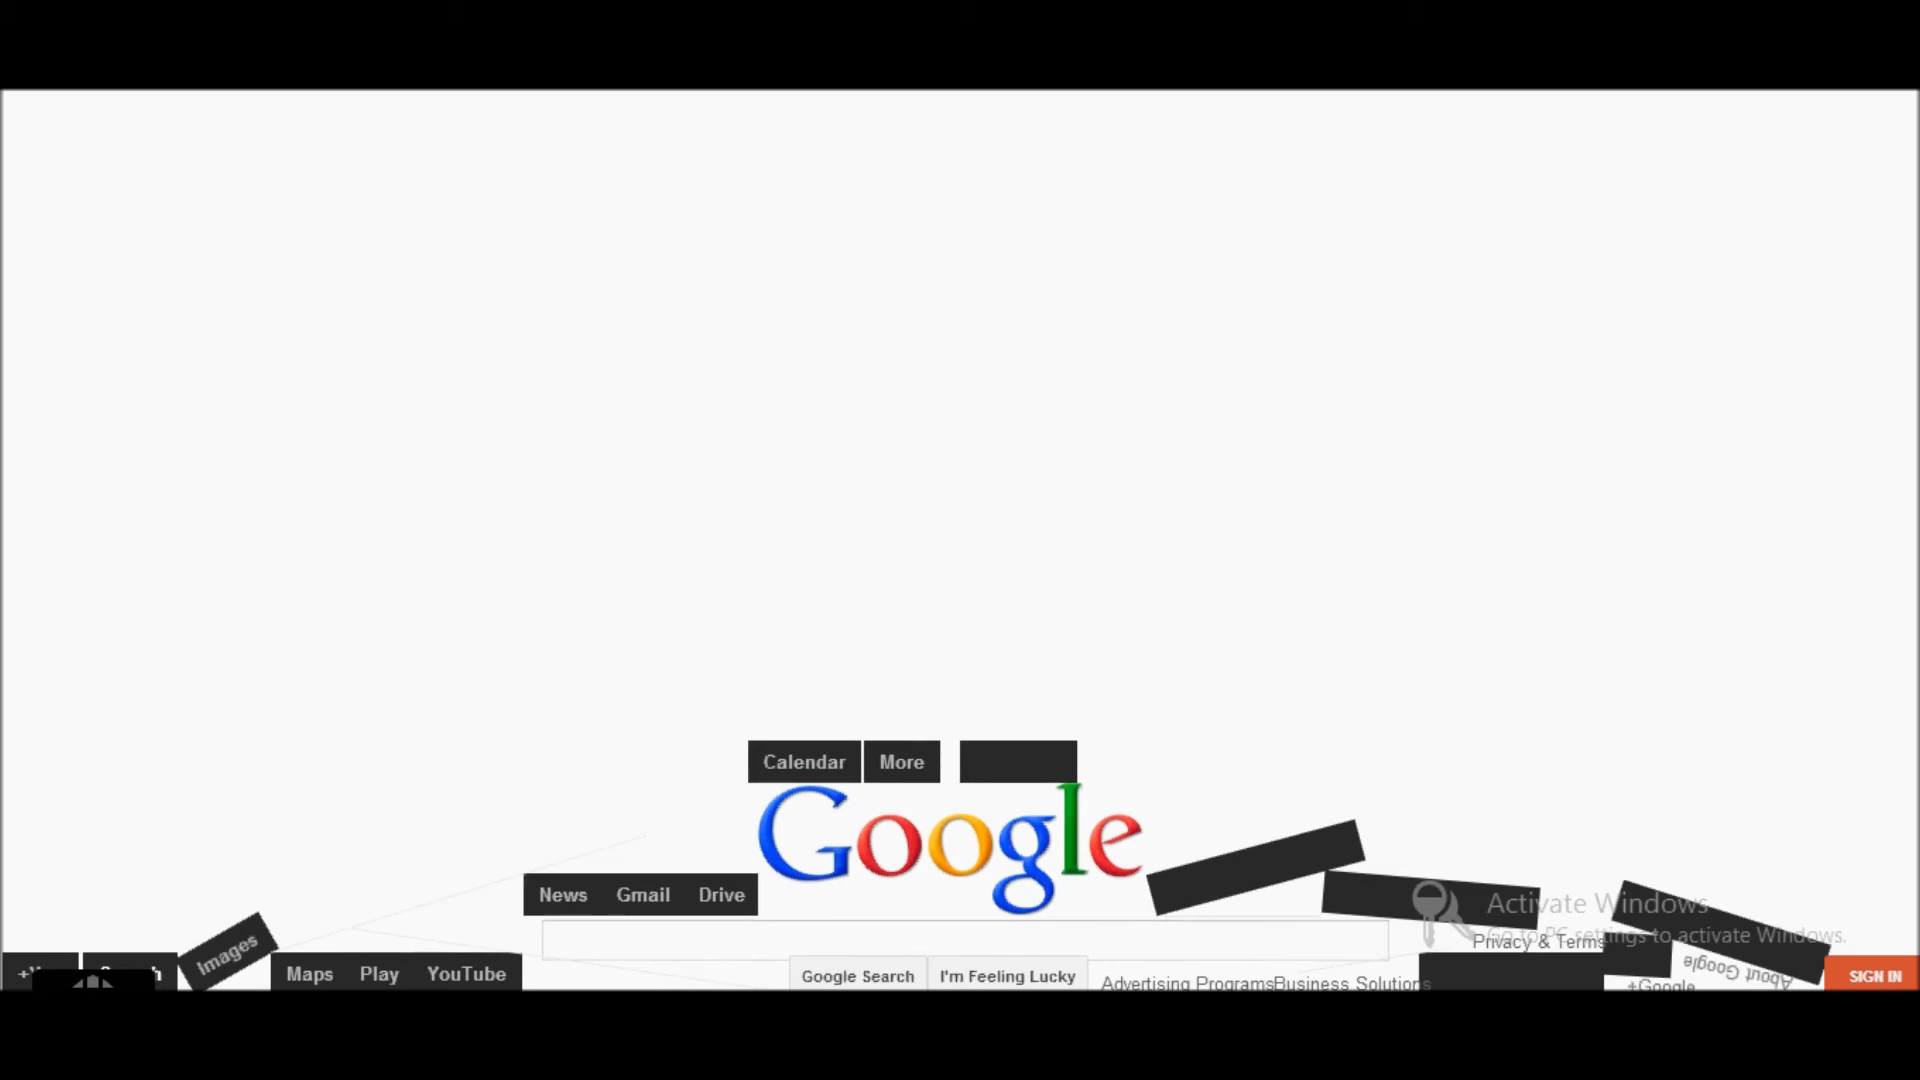 Calendar More
Google
News Gmail Drive
Activate Windows
Go to PC settings to activate Windows.
Privacy & Terms
Images
Maps Play YouTube
Google Search I'm Feeling Lucky
Advertising Programs Business Solutions
About Google
+Google
SIGN IN